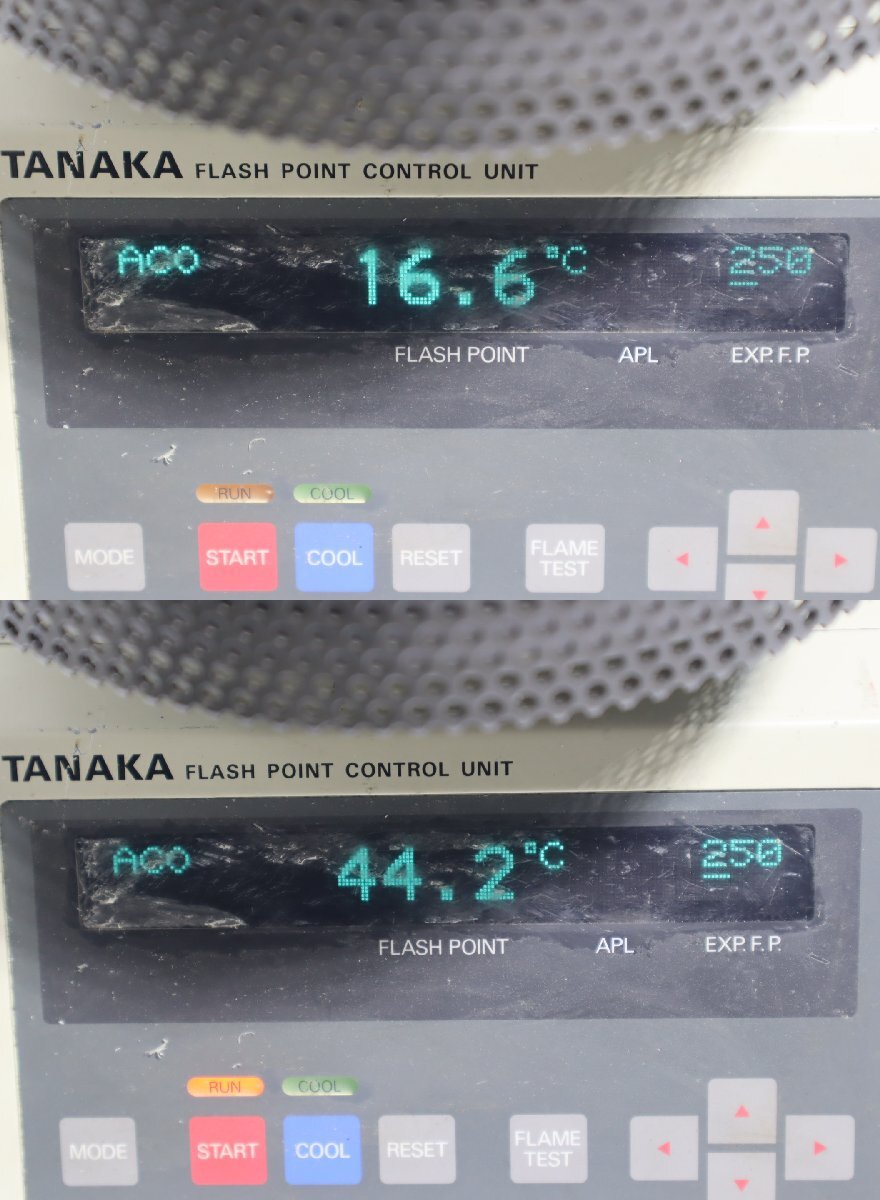 TANAKA FLASH POINT CONTROL UNIT
ACO 16.6°C 250
FLASH POINT APL EXP.F.P.
RUN COOL
MODE START COOL RESET FLAME TEST
TANAKA FLASH POINT CONTROL UNIT
ACO 44.2°C 250
FLASH POINT APL EXP.F.P.
RUN COOL
MODE START COOL RESET FLAME TEST